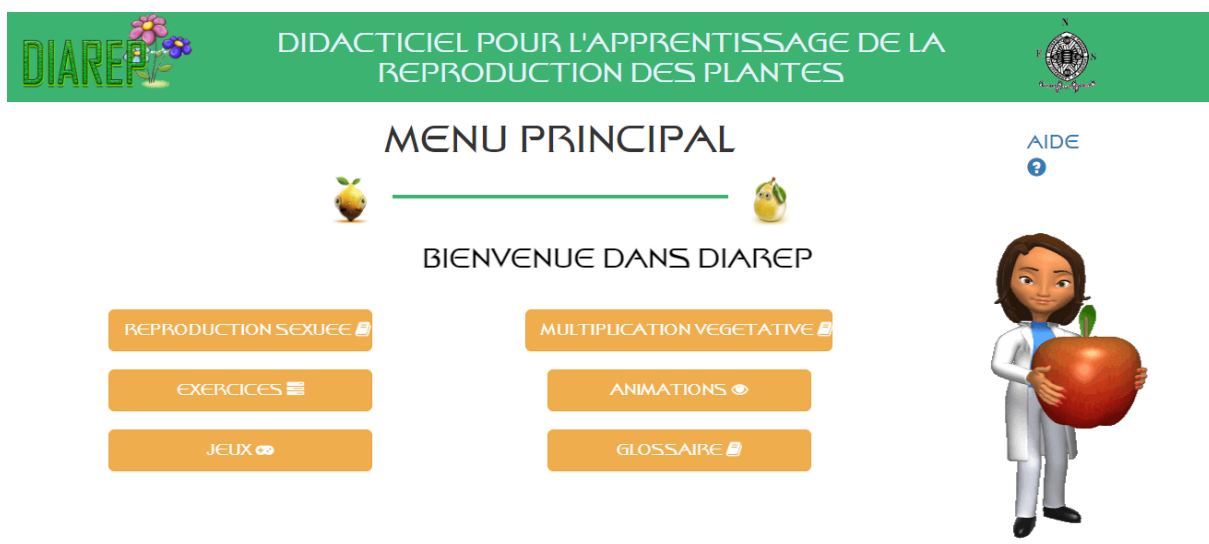 DIAREP
DIDACTICIEL POUR L'APPRENTISSAGE DE LA
REPRODUCTION DES PLANTES
N
F
S
MENU PRINCIPAL
AIDE
BIENVENUE DANS DIAREP
REPRODUCTION SEXUEE
MULTIPLICATION VEGETATIVE
EXERCICES
ANIMATIONS
JEUX
GLOSSAIRE